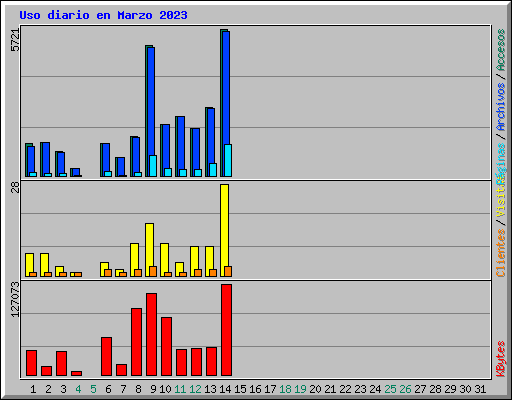 Uso diario en Marzo 2023
5721
28
127073
Accesos
/ Archivos /
Páginas
Visitas
Clientes /
KBytes
1 2 3 4 5 6 7 8 9 10 11 12 13 14 15 16 17 18 19 20 21 22 23 24 25 26 27 28 29 30 31